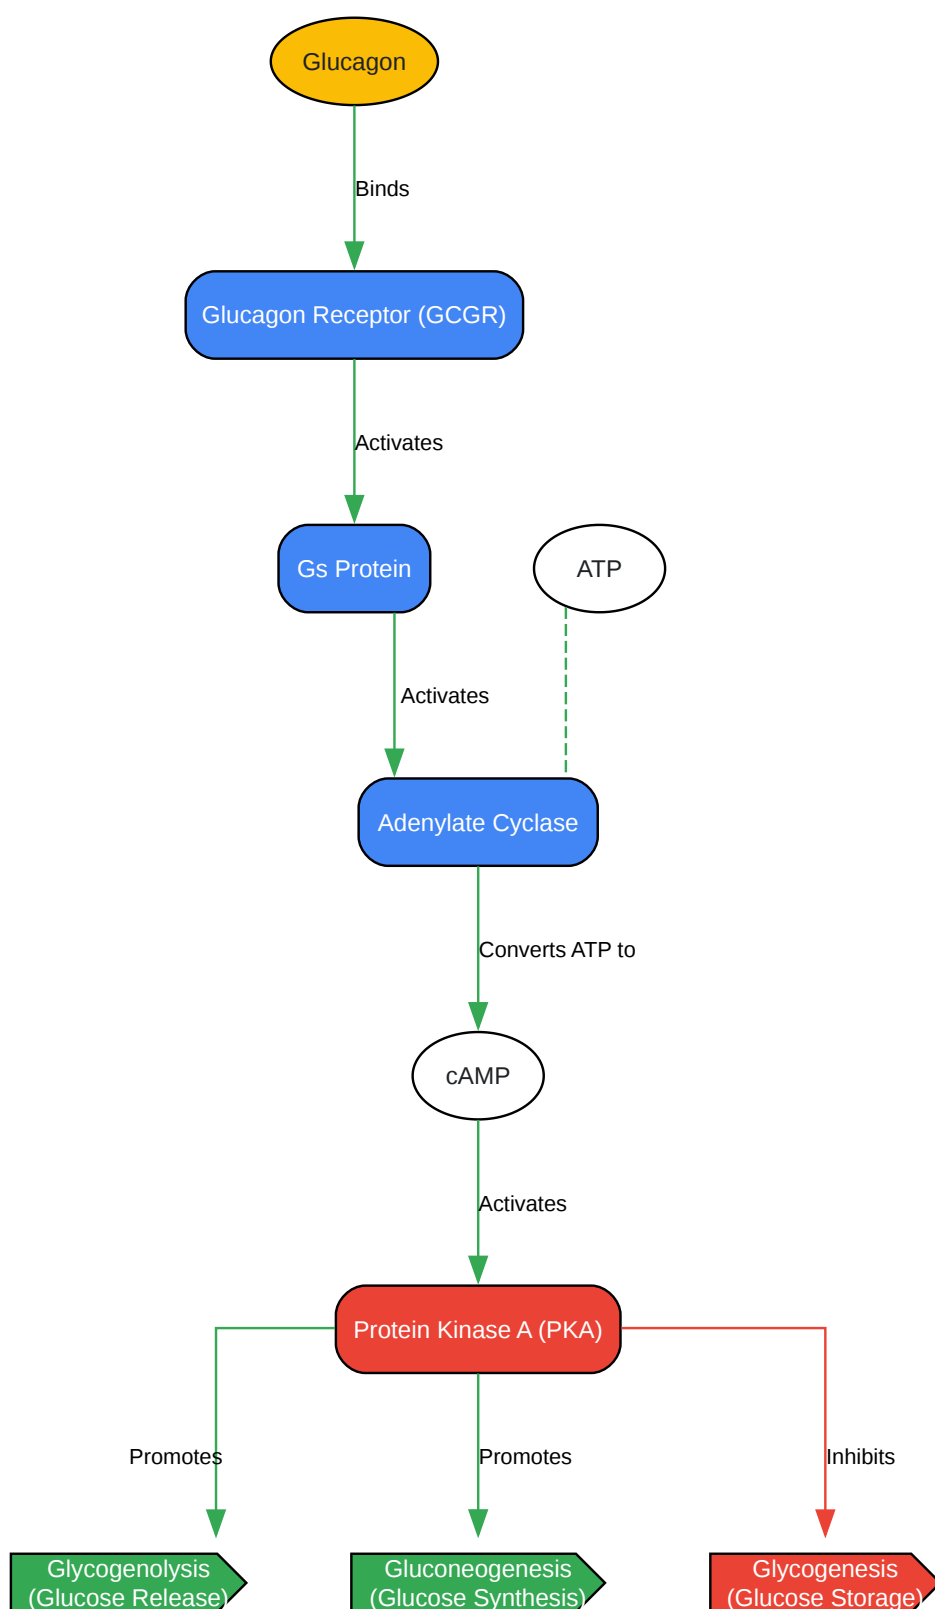 Glucagon
Binds
Glucagon Receptor (GCGR)
Activates
Gs Protein
ATP
Activates
Adenylate Cyclase
Converts ATP to
cAMP
Activates
Protein Kinase A (PKA)
Promotes
Promotes
Inhibits
Glycogenolysis
(Glucose Release)
Gluconeogenesis
(Glucose Synthesis)
Glycogenesis
(Glucose Storage)